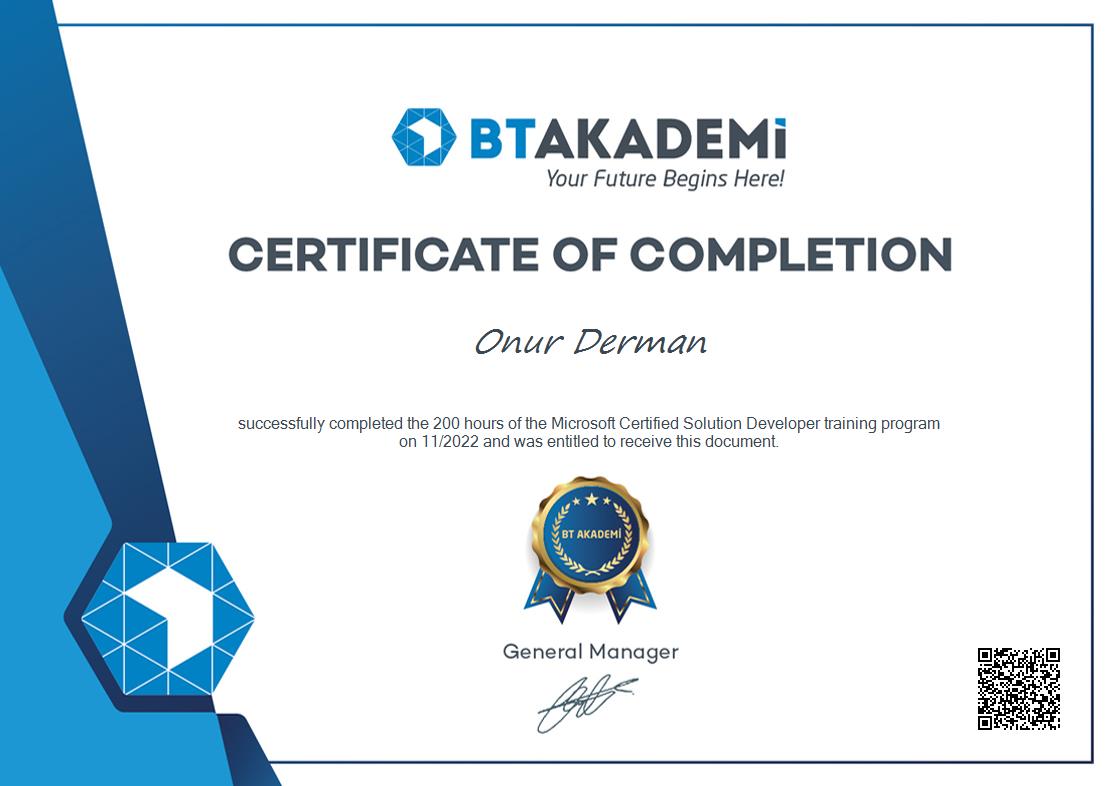 BTAKADEMİ
Your Future Begins Here!
CERTIFICATE OF COMPLETION
Onur Derman
successfully completed the 200 hours of the Microsoft Certified Solution Developer training program
on 11/2022 and was entitled to receive this document.
BT AKADEMİ
General Manager